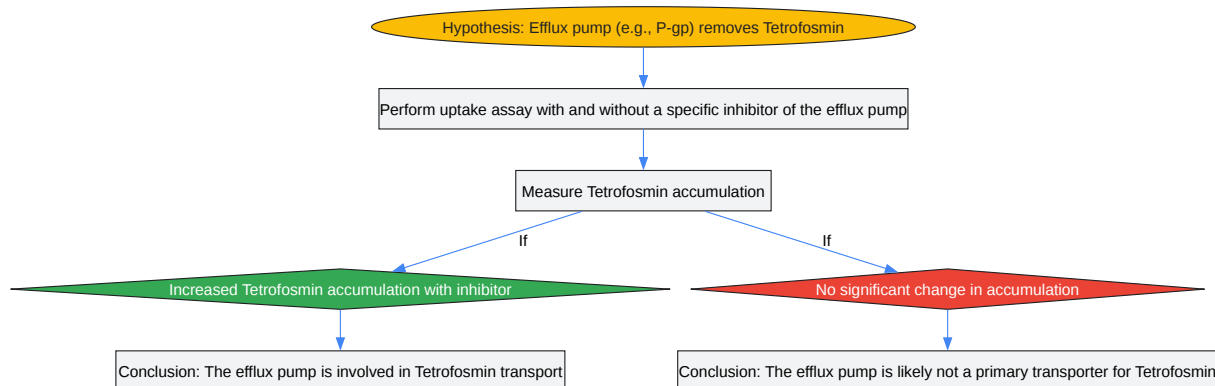 Hypothesis: Efflux pump (e.g., P-gp) removes Tetrofosmin
Perform uptake assay with and without a specific inhibitor of the efflux pump
Measure Tetrofosmin accumulation
If
If
Increased Tetrofosmin accumulation with inhibitor
No significant change in accumulation
Conclusion: The efflux pump is involved in Tetrofosmin transport
Conclusion: The efflux pump is likely not a primary transporter for Tetrofosmin